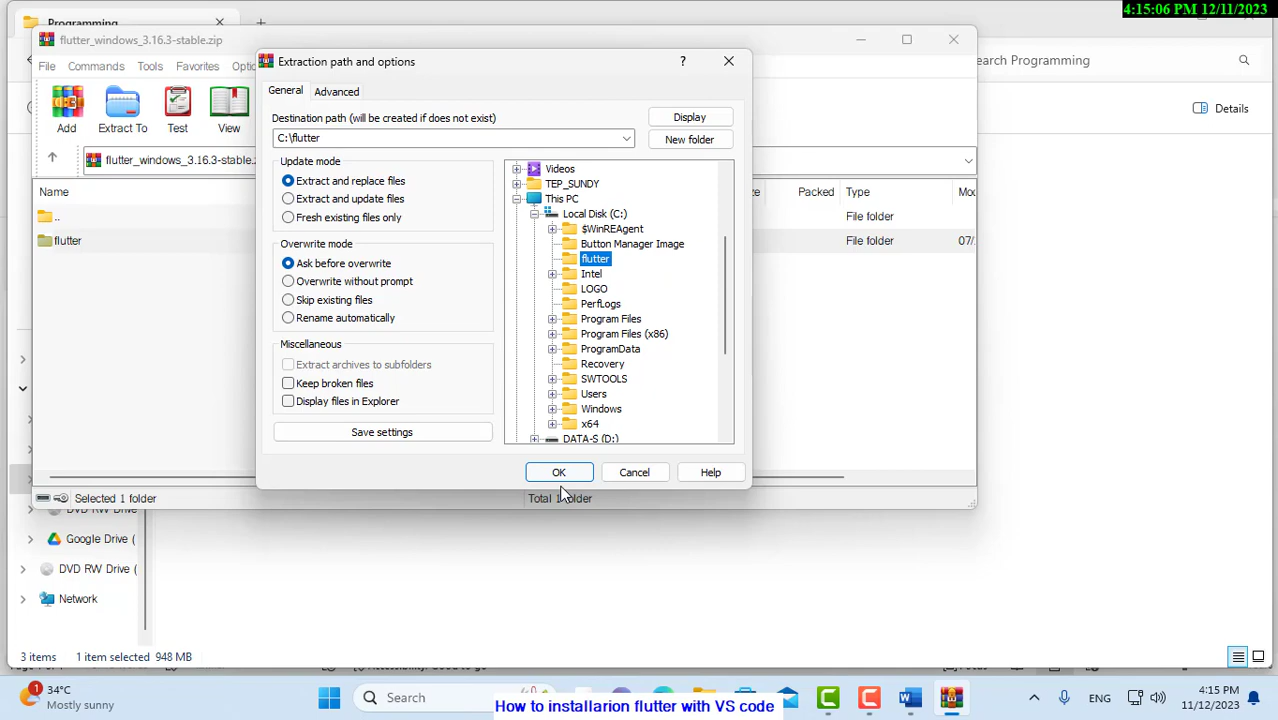 4:15:06 PM 12/11/2023
Programming
flutter_windows_3.16.3-stable.zip
File Commands Tools Favorites Optio
Add Extract To Test View
flutter_windows_3.16.3-stable.z
Name
..
flutter
Extraction path and options
?
General Advanced
Destination path (will be created if does not exist)
C:\flutter
Display
New folder
Update mode
Extract and replace files
Extract and update files
Fresh existing files only
Overwrite mode
Ask before overwrite
Overwrite without prompt
Skip existing files
Rename automatically
Miscellaneous
Extract archives to subfolders
Keep broken files
Display files in Explorer
Save settings
Videos
TEP_SUNDY
This PC
Local Disk (C:)
$WinREAgent
Button Manager Image
flutter
Intel
LOGO
PerfLogs
Program Files
Program Files (x86)
ProgramData
Recovery
SWTOOLS
Users
Windows
x64
DATA-S (D:)
OK Cancel Help
ze Packed Type Mod
File folder
File folder 07/
earch Programming
Details
Selected 1 folder
Total 1 folder
DVD RW Drive (
Google Drive (
DVD RW Drive (
Network
3 items 1 item selected 948 MB
34°C
Mostly sunny
1
Search
ENG
4:15 PM
11/12/2023
How to installarion flutter with VS code